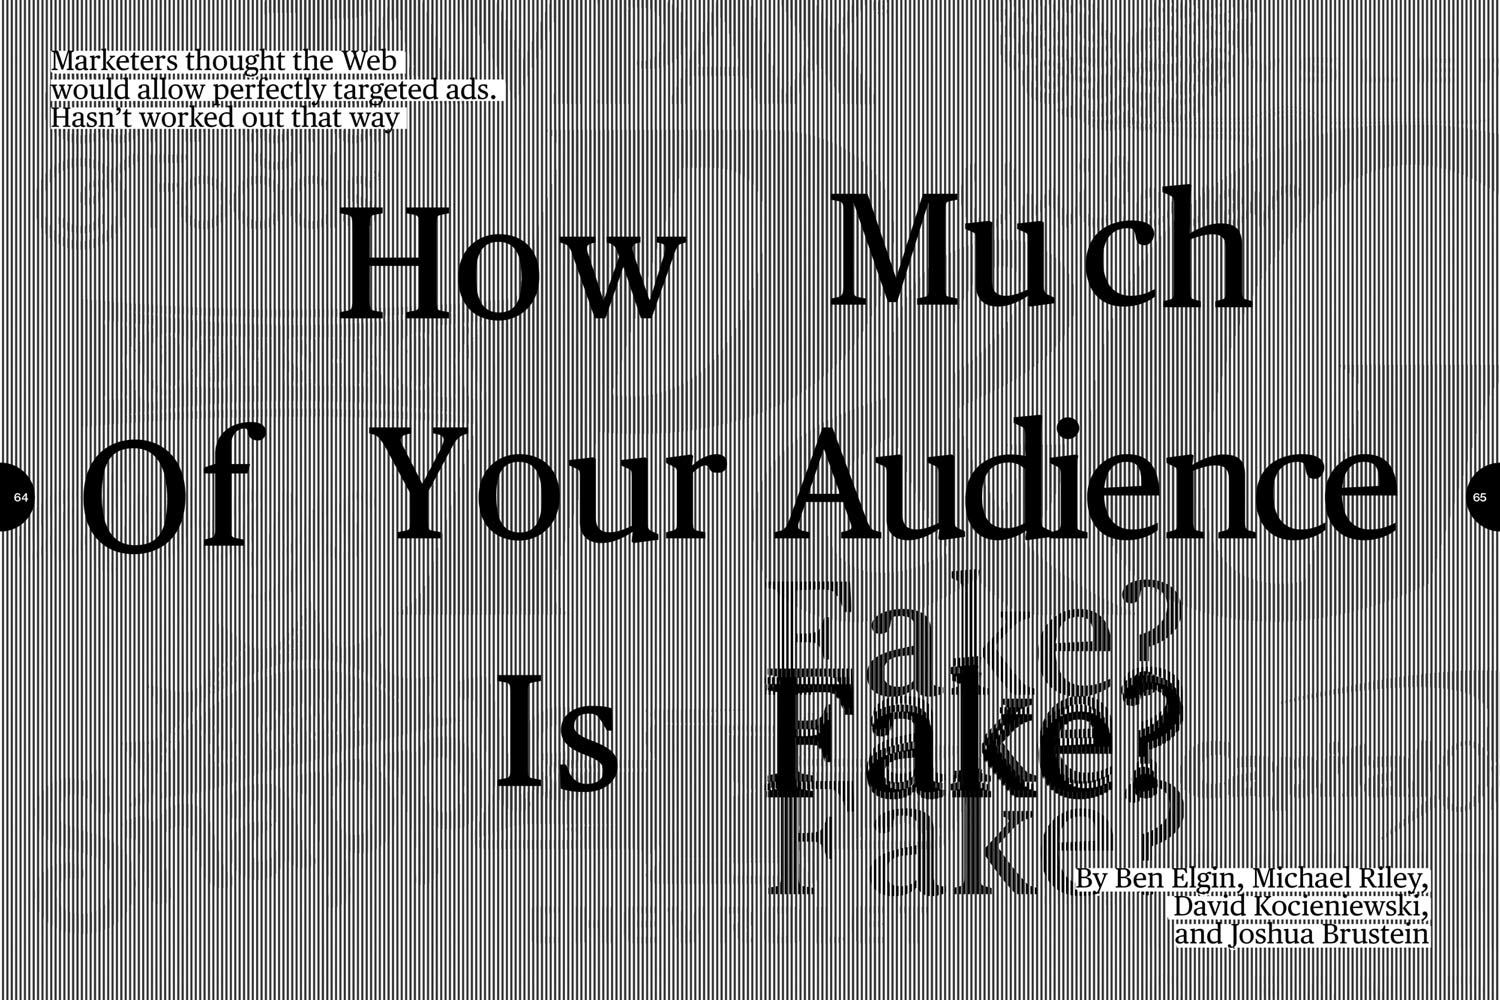 Marketers thought the Web
would allow perfectly targeted ads.
Hasn’t worked out that way
How Much
Of Your Audience
64
65
Fake?
Is Fake?
Fake?
By Ben Elgin, Michael Riley,
David Kocieniewski,
and Joshua Brustein